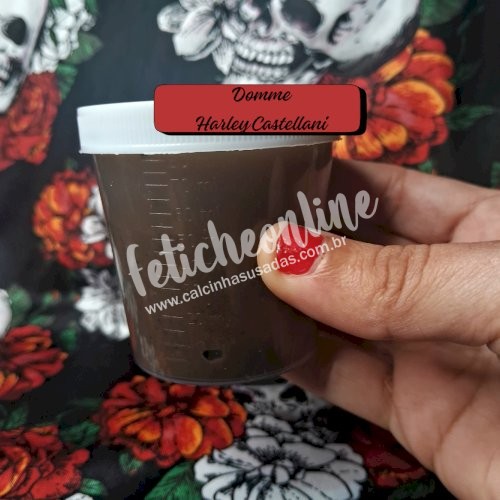 Domme
Harley Castellani
feticheonline
www.calcinhasusadas.com.br